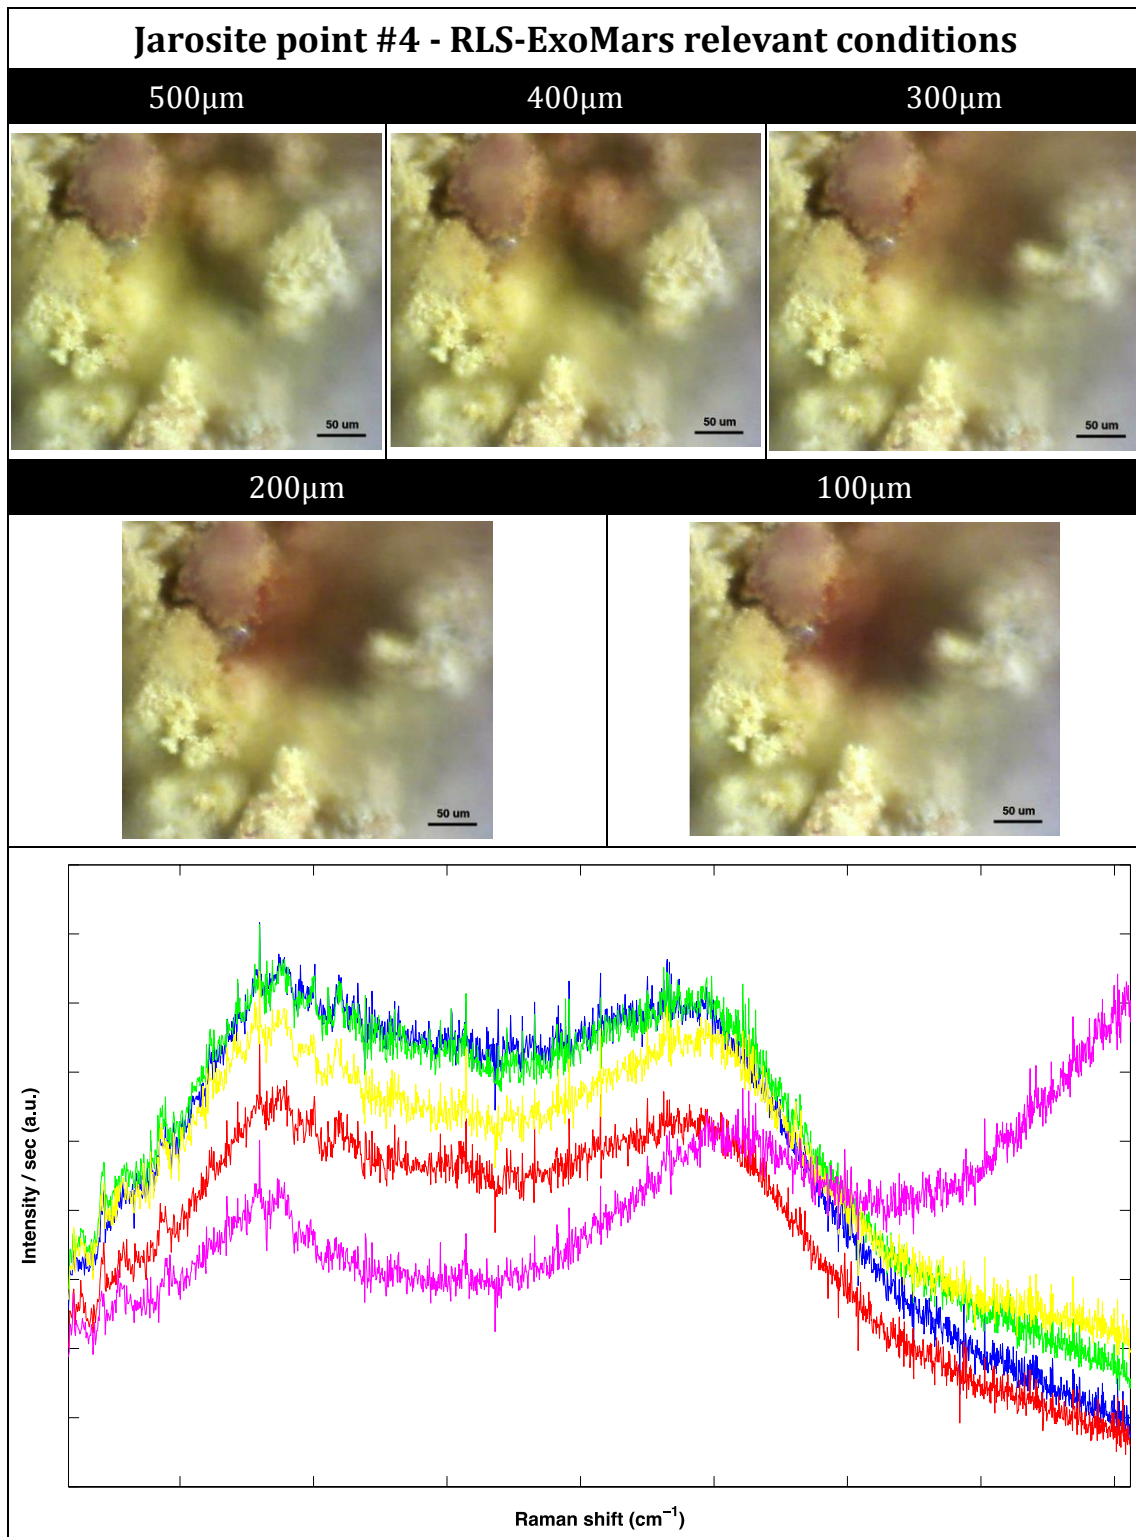 Jarosite point #4 - RLS-ExoMars relevant conditions
500μm 400μm 300μm
50 um 50 um 50 um
200μm 100μm
50 um 50 um
Intensity / sec (a.u.)
Raman shift (cm⁻¹)